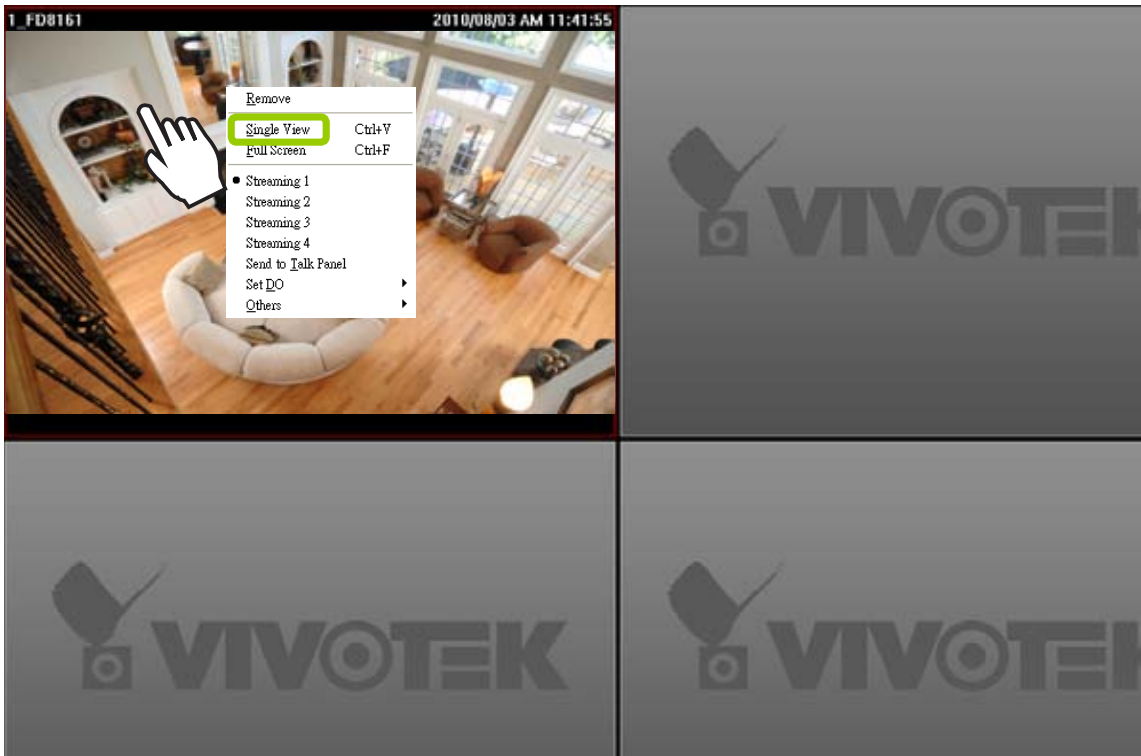 1_FD8161 2010/08/03 AM 11:41:55
Remove
Single View Ctrl+V
Full Screen Ctrl+F
Streaming 1
Streaming 2
Streaming 3
Streaming 4
Send to Talk Panel
Set DO
Others
VIVOTEK
VIVOTEK
VIVOTEK